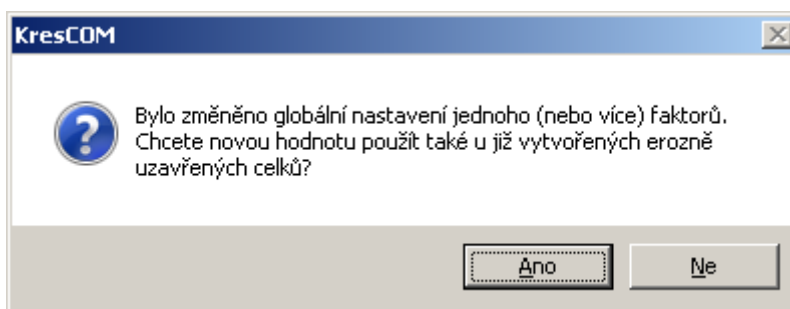 KresCOM
Bylo změněno globální nastavení jednoho (nebo více) faktorů.
Chcete novou hodnotu použít také u již vytvořených erozně
uzavřených celků?
Ano
Ne